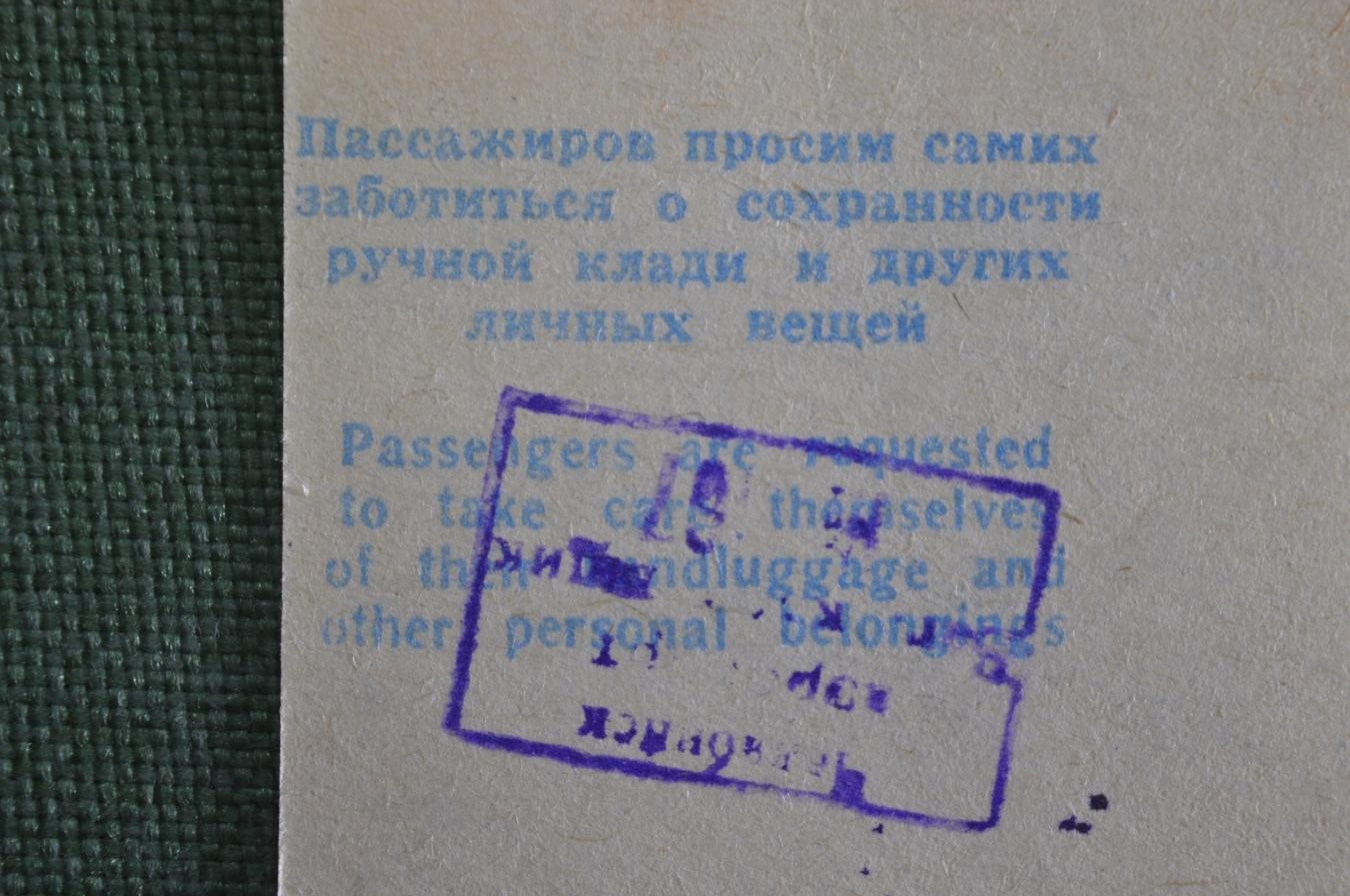 Пассажиров просим самих
заботиться о сохранности
ручной клади и других
личных вещей
Passengers are requested
to take care themselves
of their handluggage and
other personal belongings